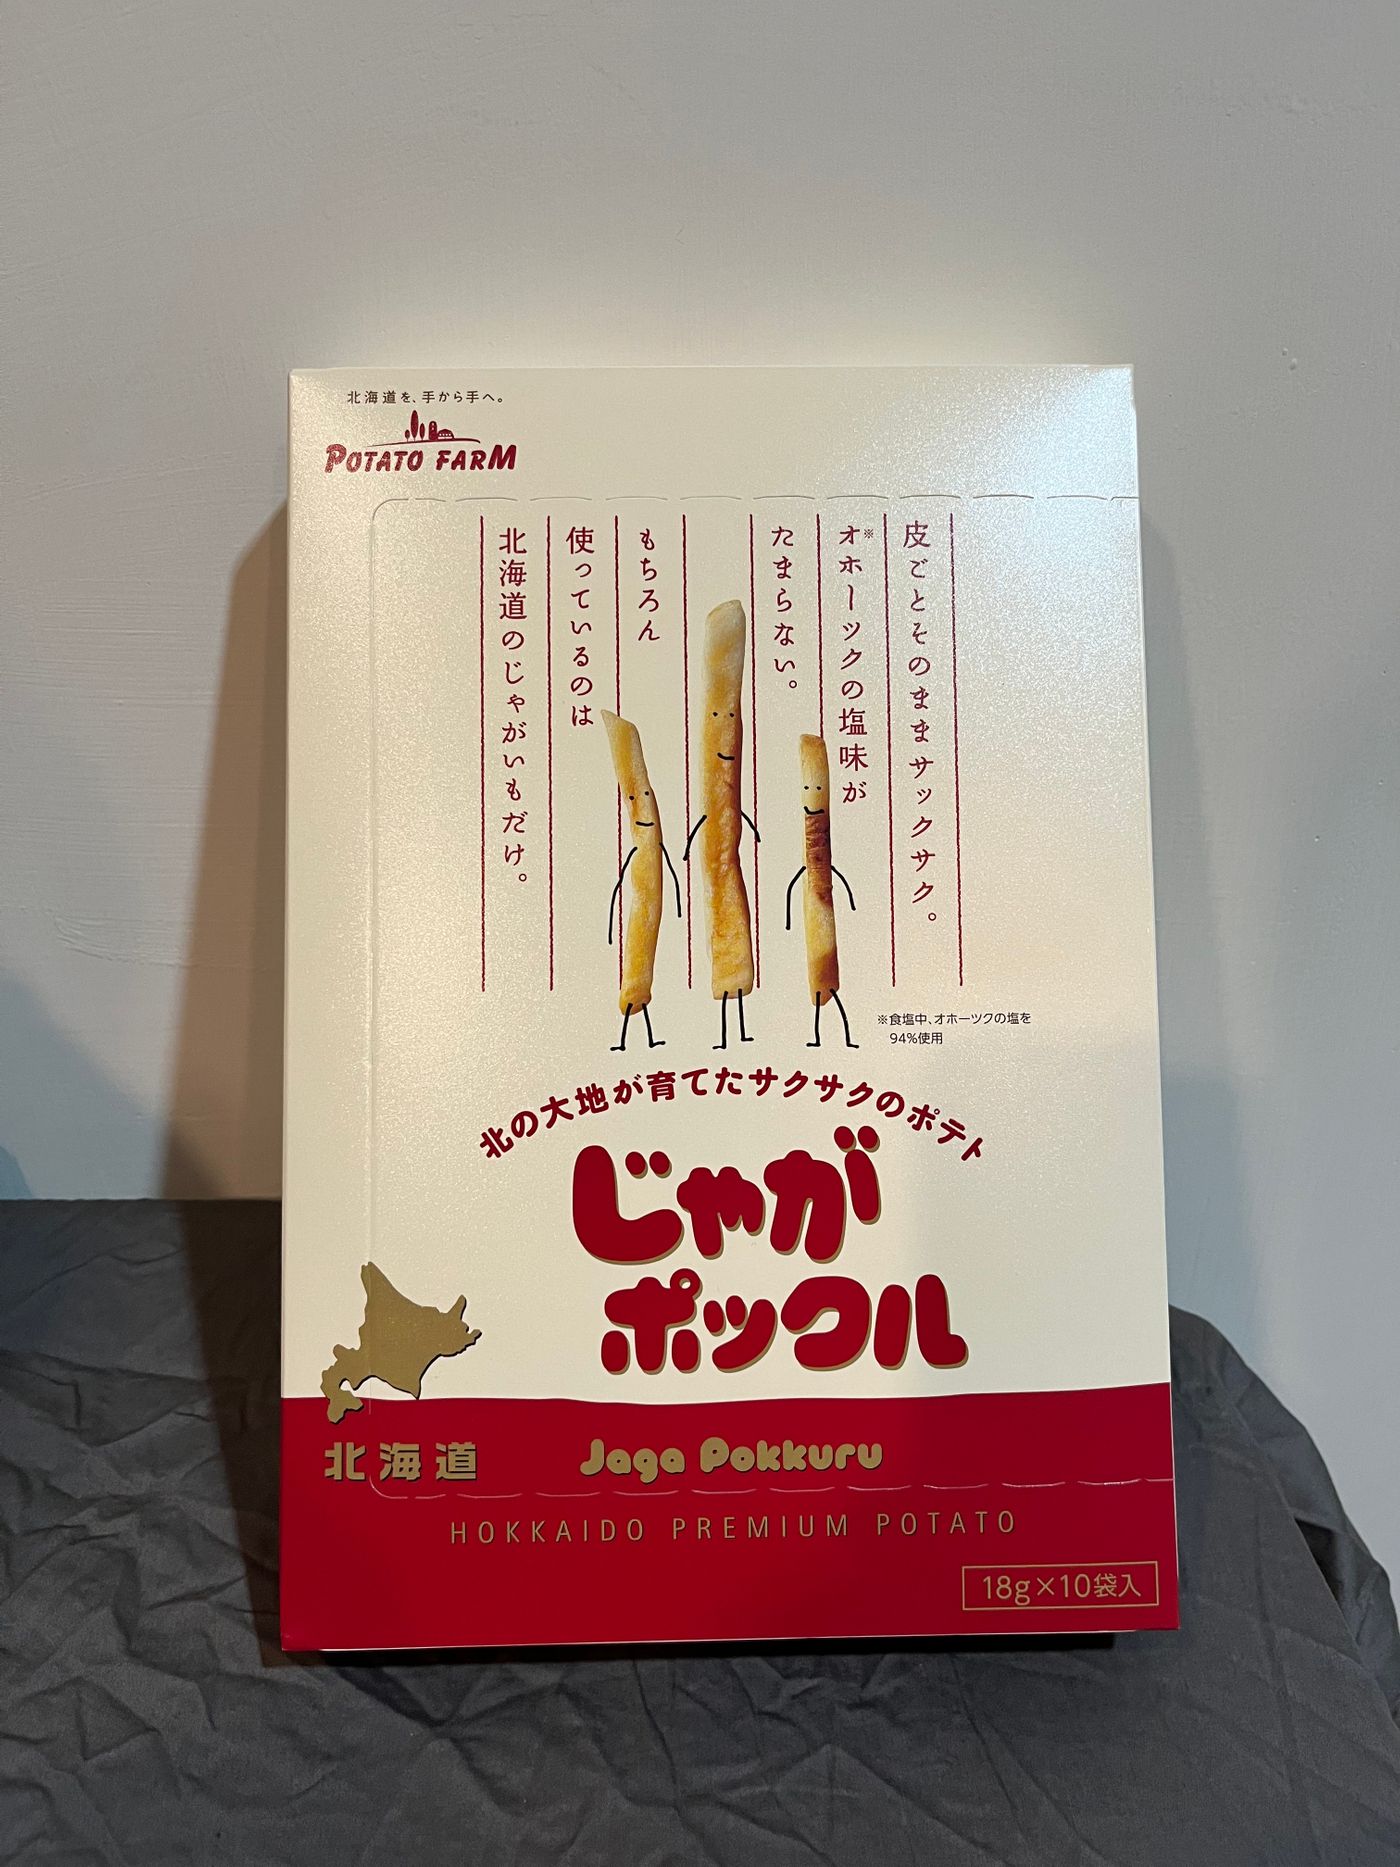 北海道を、手から手へ。
POTATO FARM
皮ごとそのままサックサク。
オ※ホーツクの塩味が
たまらない。
もちろん
使っているのは
北海道のじゃがいもだけ。
※食塩中、オホーツクの塩を
94%使用
北の大地が育てたサクサクのポテト
じゃが
ポックル
北海道
Jaga Pokkuru
HOKKAIDO PREMIUM POTATO
18g×10袋入